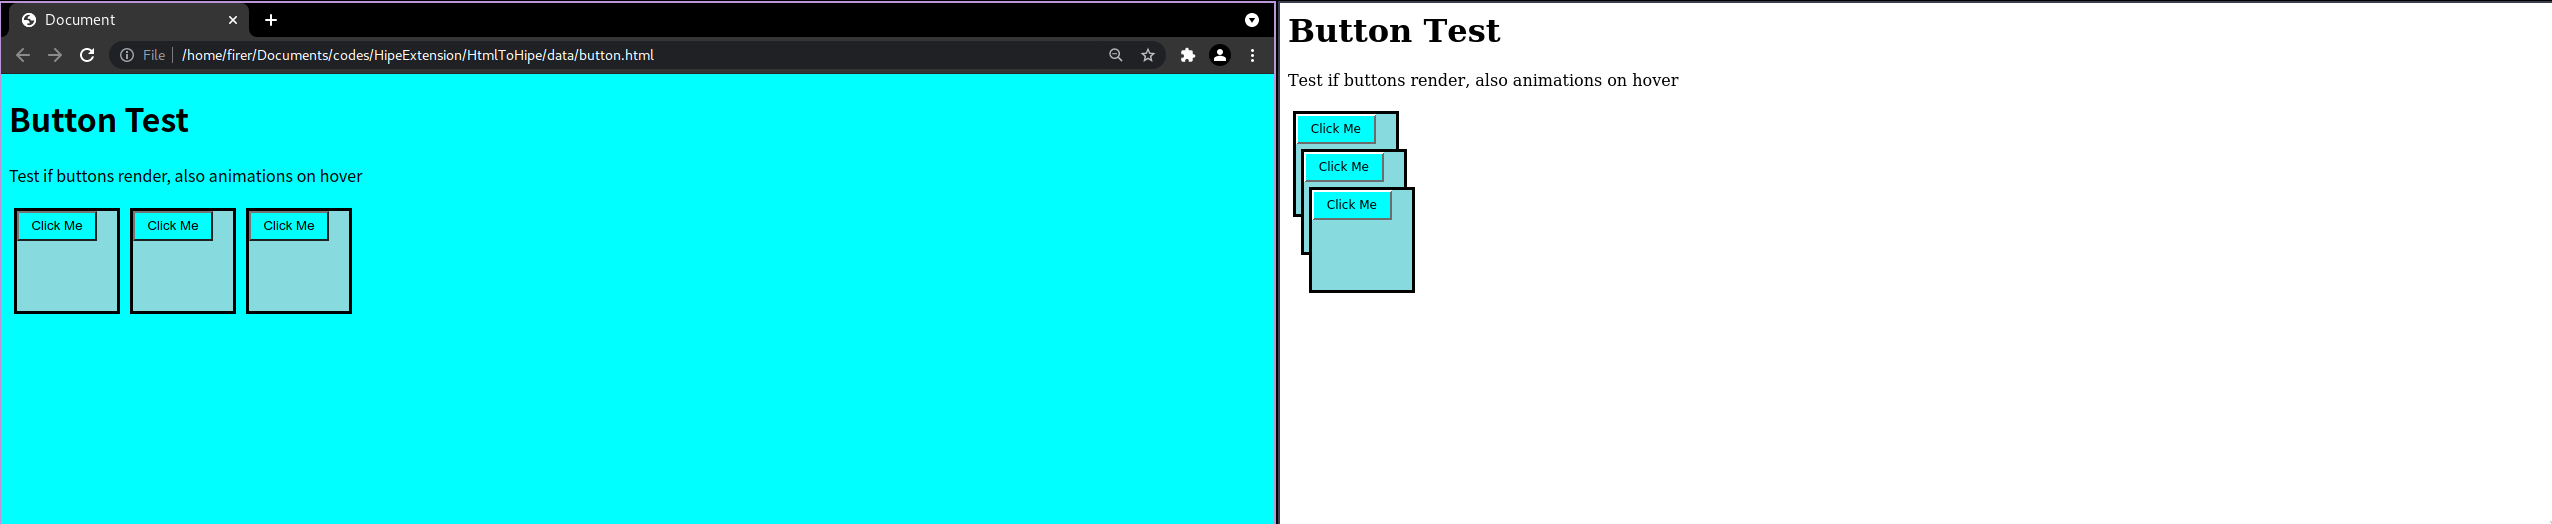 Document
File /home/firer/Documents/codes/HipeExtension/HtmlToHipe/data/button.html
Button Test
Test if buttons render, also animations on hover
Click Me Click Me Click Me
Button Test
Test if buttons render, also animations on hover
Click Me
Click Me
Click Me